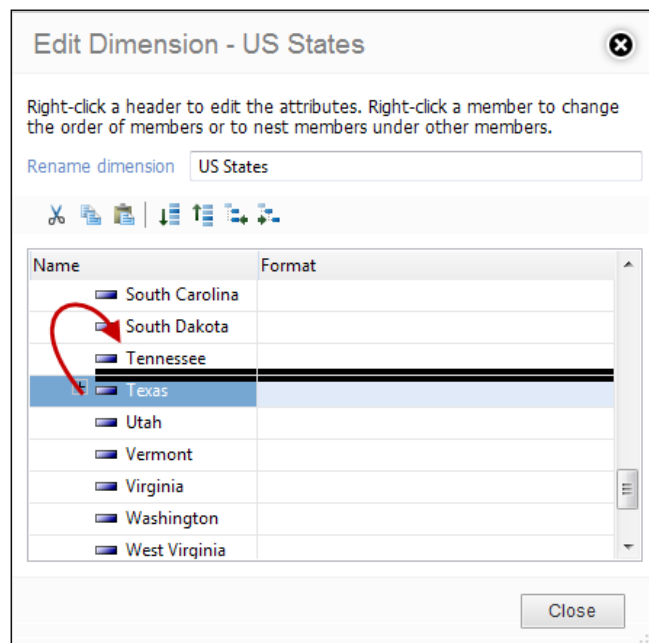 Edit Dimension - US States
Right-click a header to edit the attributes. Right-click a member to change
the order of members or to nest members under other members.
Rename dimension US States
Name Format
South Carolina
South Dakota
Tennessee
Texas
Utah
Vermont
Virginia
Washington
West Virginia
Close